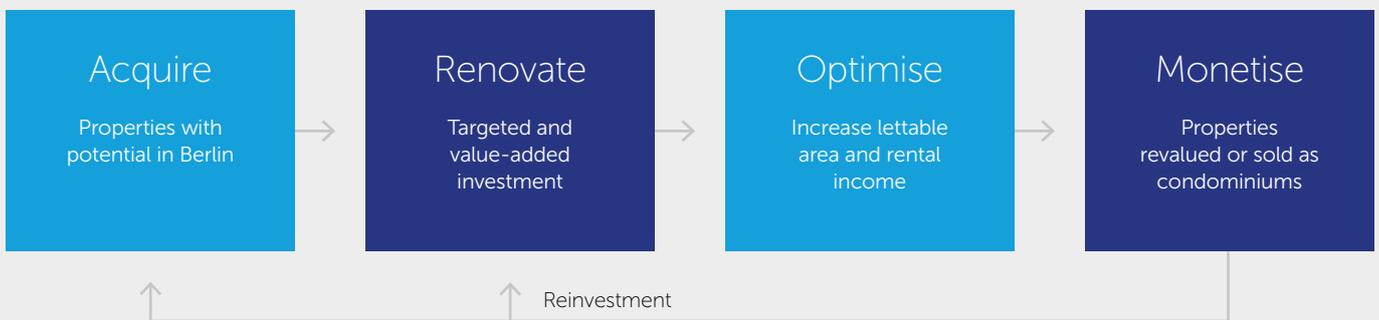 Acquire
Properties with
potential in Berlin
Renovate
Targeted and
value-added
investment
Optimise
Increase lettable
area and rental
income
Monetise
Properties
revalued or sold as
condominiums
Reinvestment